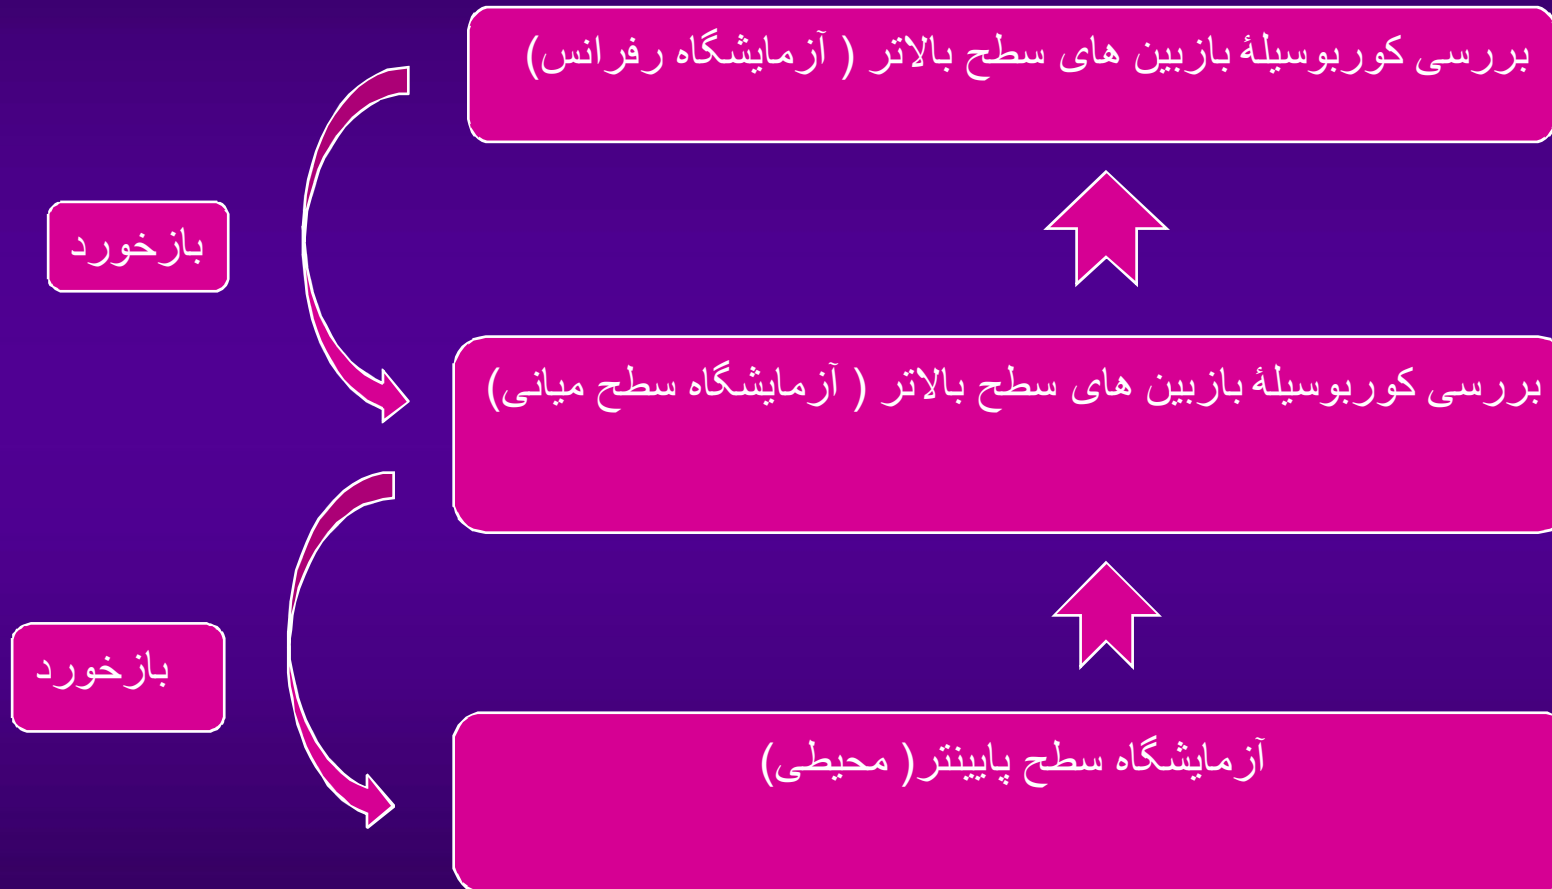 بررسی کوربوسیلۀ بازبین های سطح بالاتر ( آزمایشگاه رفرانس)
بازخورد
بررسی کوربوسیلۀ بازبین های سطح بالاتر ( آزمایشگاه سطح میانی)
بازخورد
آزمایشگاه سطح پایینتر( محیطی)